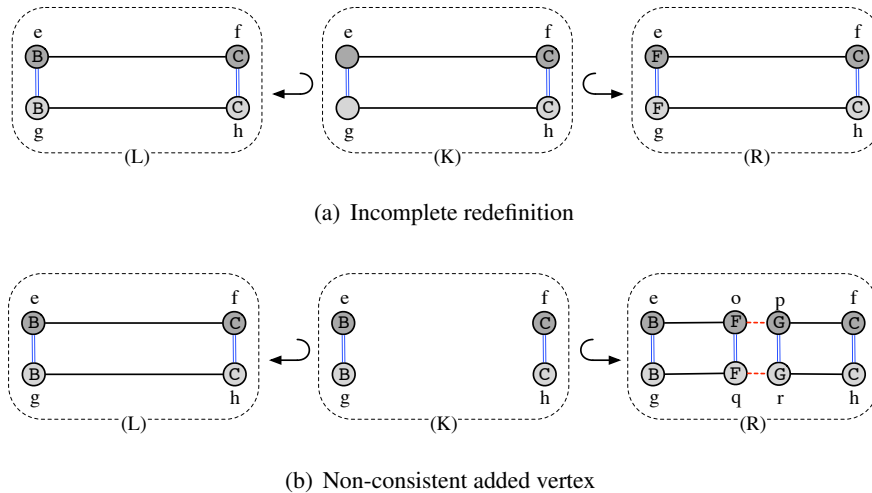 e f e f e f
B C C F C
B C C F C
g h g h g h
(L) (K) (R)
(a) Incomplete redefinition
e f e f e o p f
B C B C B F G C
B C B C B F G C
g h g h g q r h
(L) (K) (R)
(b) Non-consistent added vertex